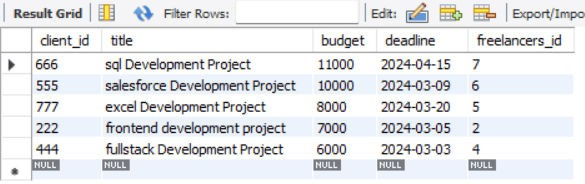 Result Grid Filter Rows: Edit: Export/Impo
client_id title budget deadline freelancers_id
666 sql Development Project 11000 2024-04-15 7
555 salesforce Development Project 10000 2024-03-09 6
777 excel Development Project 8000 2024-03-20 5
222 frontend development project 7000 2024-03-05 2
444 fullstack Development Project 6000 2024-03-03 4
NULL NULL NULL NULL NULL